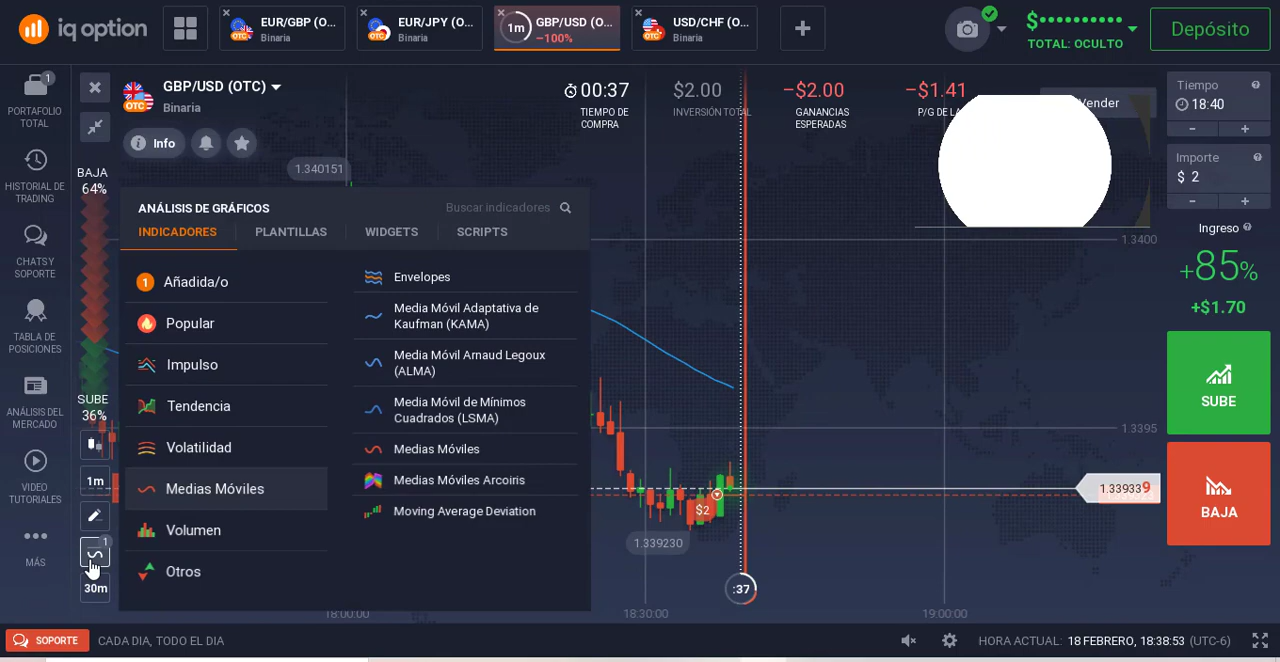 iq option
EUR/GBP (O...
Binaria
EUR/JPY (O...
Binaria
1m
GBP/USD (O...
−100%
USD/CHF (O...
Binaria
$••••••••••
TOTAL: OCULTO
Depósito
1
PORTAFOLIO
TOTAL
HISTORIAL DE
TRADING
CHATS Y
SOPORTE
TABLA DE
POSICIONES
ANÁLISIS DEL
MERCADO
VIDEO
TUTORIALES
MÁS
OTC
GBP/USD (OTC)
Binaria
Info
00:37
TIEMPO DE
COMPRA
$2.00
INVERSIÓN TOTAL
−$2.00
GANANCIAS
ESPERADAS
−$1.41
P/G DE LA
Vender
1.340151
BAJA
64%
SUBE
36%
1m
1
30m
ANÁLISIS DE GRÁFICOS
Buscar indicadores
INDICADORES
PLANTILLAS
WIDGETS
SCRIPTS
1
Añadida/o
Popular
Impulso
Tendencia
Volatilidad
Medias Móviles
Volumen
Otros
Envelopes
Media Móvil Adaptativa de
Kaufman (KAMA)
Media Móvil Arnaud Legoux
(ALMA)
Media Móvil de Mínimos
Cuadrados (LSMA)
Medias Móviles
Medias Móviles Arcoiris
Moving Average Deviation
1.3400
1.3395
1.339339
$2
1.339230
:37
18:00:00
18:30:00
19:00:00
Tiempo
18:40
−
+
Importe
$ 2
−
+
Ingreso
+85%
+$1.70
SUBE
BAJA
SOPORTE
CADA DIA, TODO EL DIA
HORA ACTUAL: 18 FEBRERO, 18:38:53 (UTC-6)